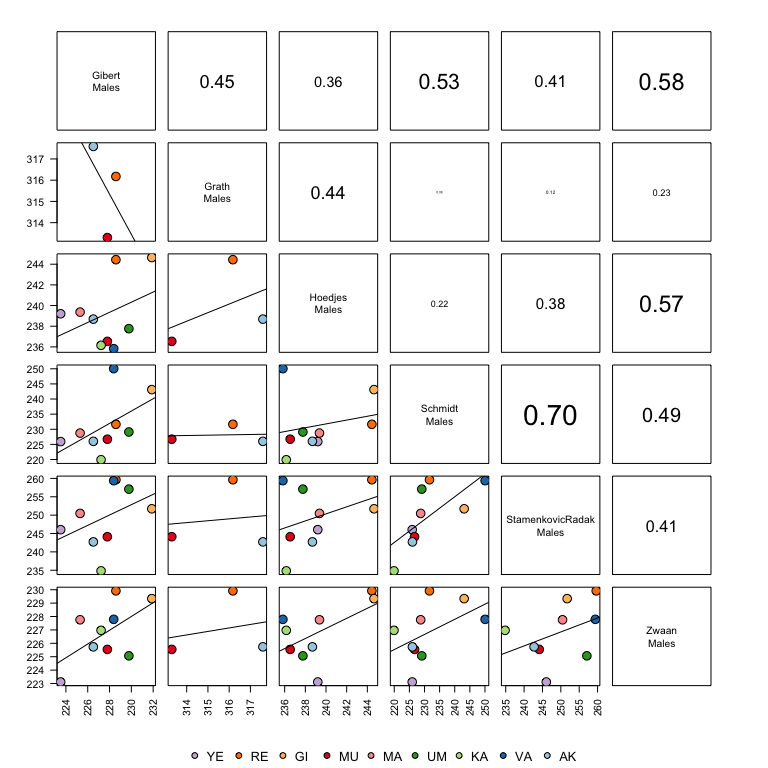 Gibert
Males
0.45
0.36
0.53
0.41
0.58
317
316
315
314
Grath
Males
0.44
0.12
0.23
244
242
240
238
236
Hoedjes
Males
0.22
0.38
0.57
250
245
240
235
230
225
220
Schmidt
Males
0.70
0.49
260
255
250
245
240
235
StamenkovicRadak
Males
0.41
230
229
228
227
226
225
224
223
Zwaan
Males
224 226 228 230 232
314 315 316 317
236 238 240 242 244
220 225 230 235 240 245 250
235 240 245 250 255 260
YE RE GI MU MA UM KA VA AK